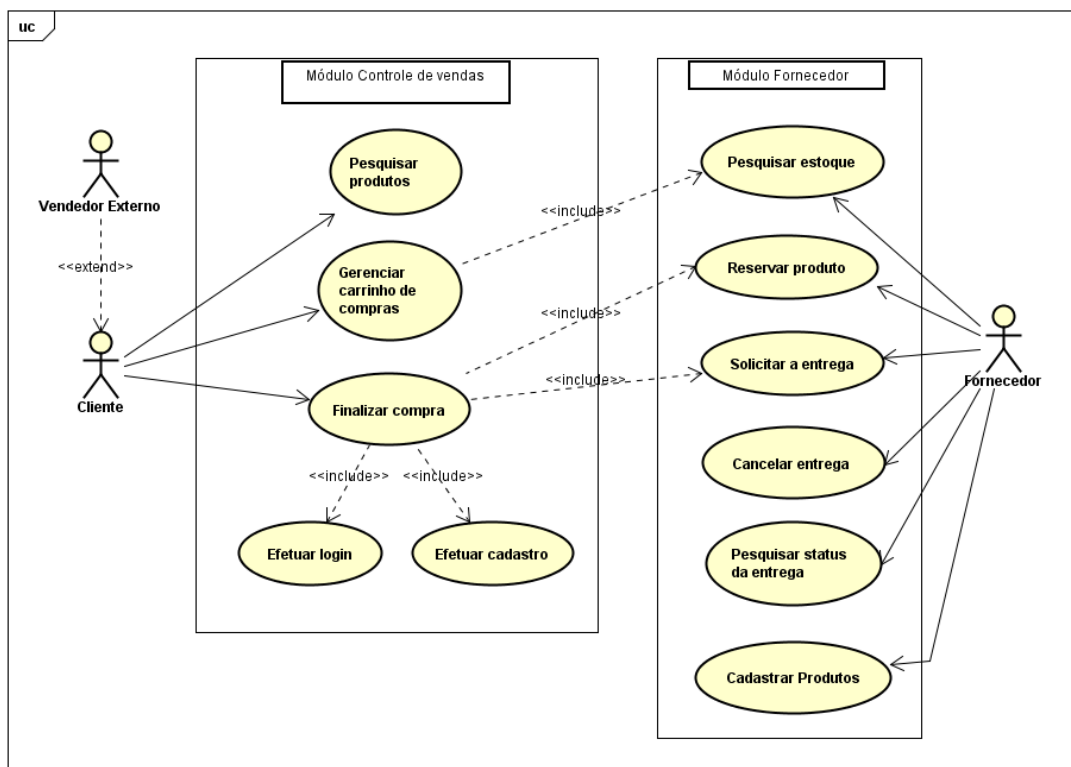 uc
Módulo Controle de vendas
Módulo Fornecedor
Pesquisar
produtos
Pesquisar estoque
Vendedor Externo
<<include>>
<<extend>>
Gerenciar
carrinho de
compras
Reservar produto
<<include>>
Solicitar a entrega
<<include>>
Fornecedor
Cliente
Finalizar compra
Cancelar entrega
<<include>>
<<include>>
Efetuar login
Efetuar cadastro
Pesquisar status
da entrega
Cadastrar Produtos